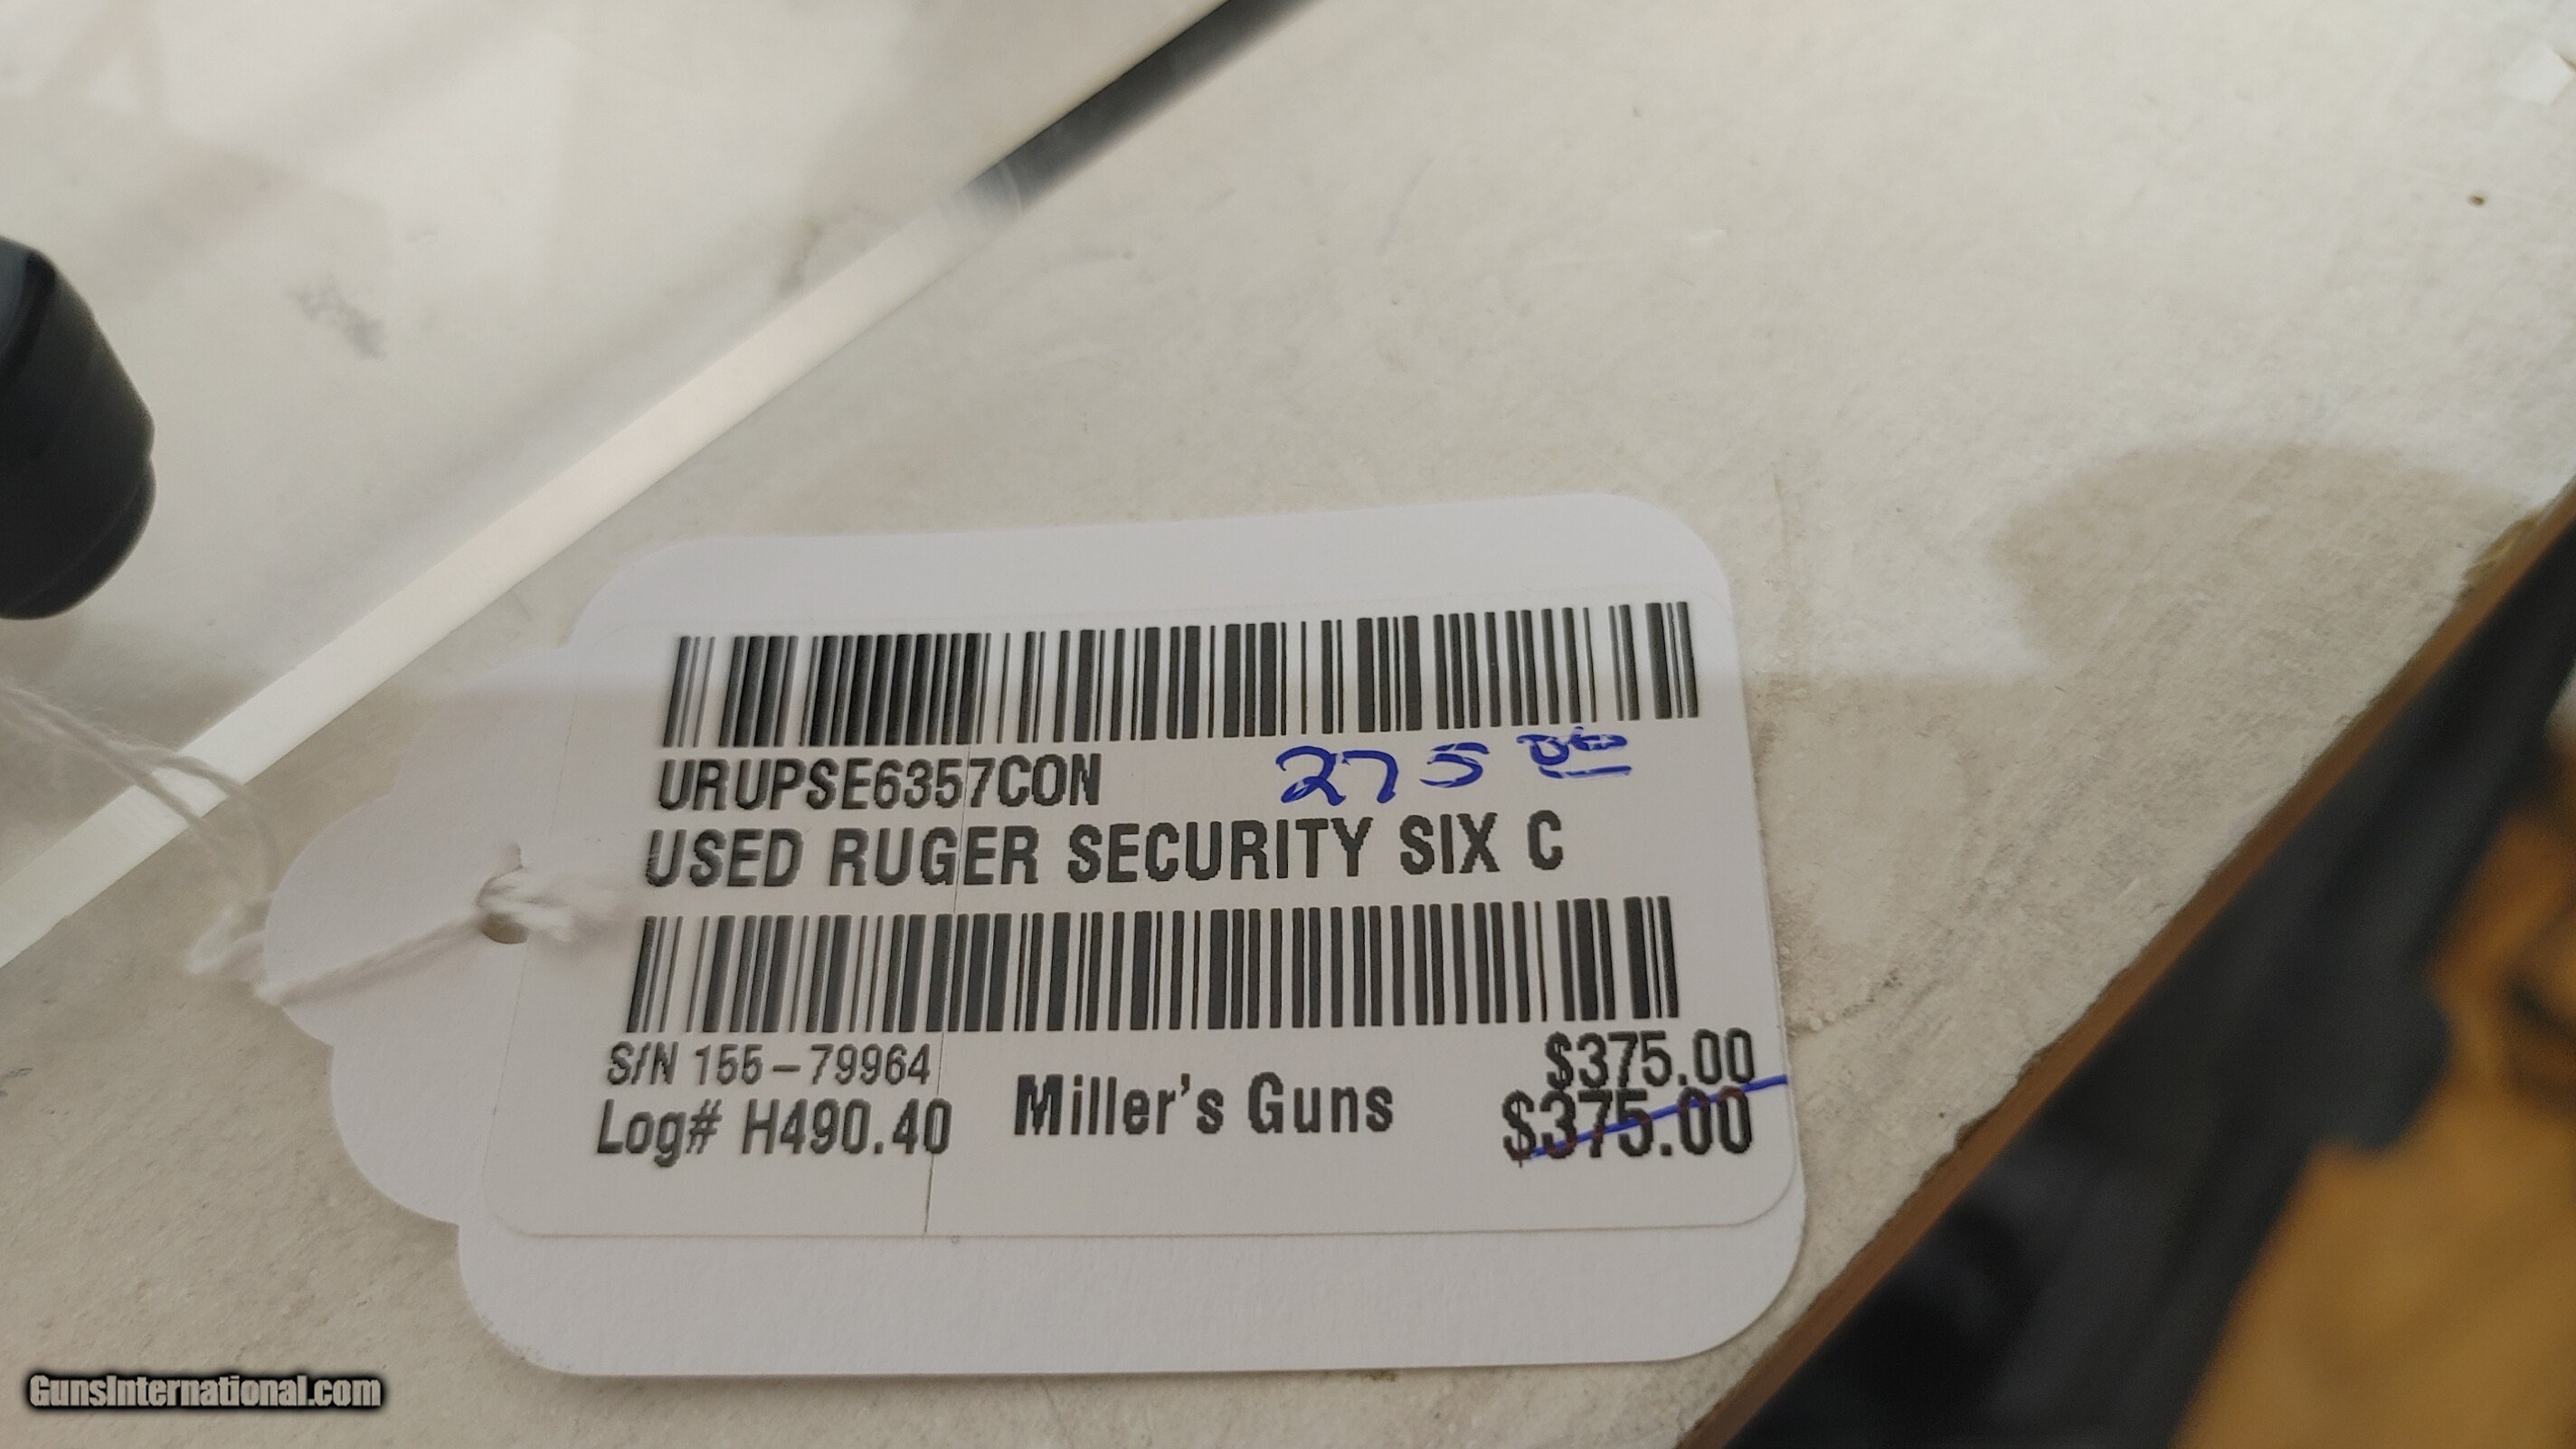 URUPSE6357CON
275 00
USED RUGER SECURITY SIX C
S/N 155-79964
$375.00
Log# H490.40
Miller's Guns
$375.00
GunsInternational.com